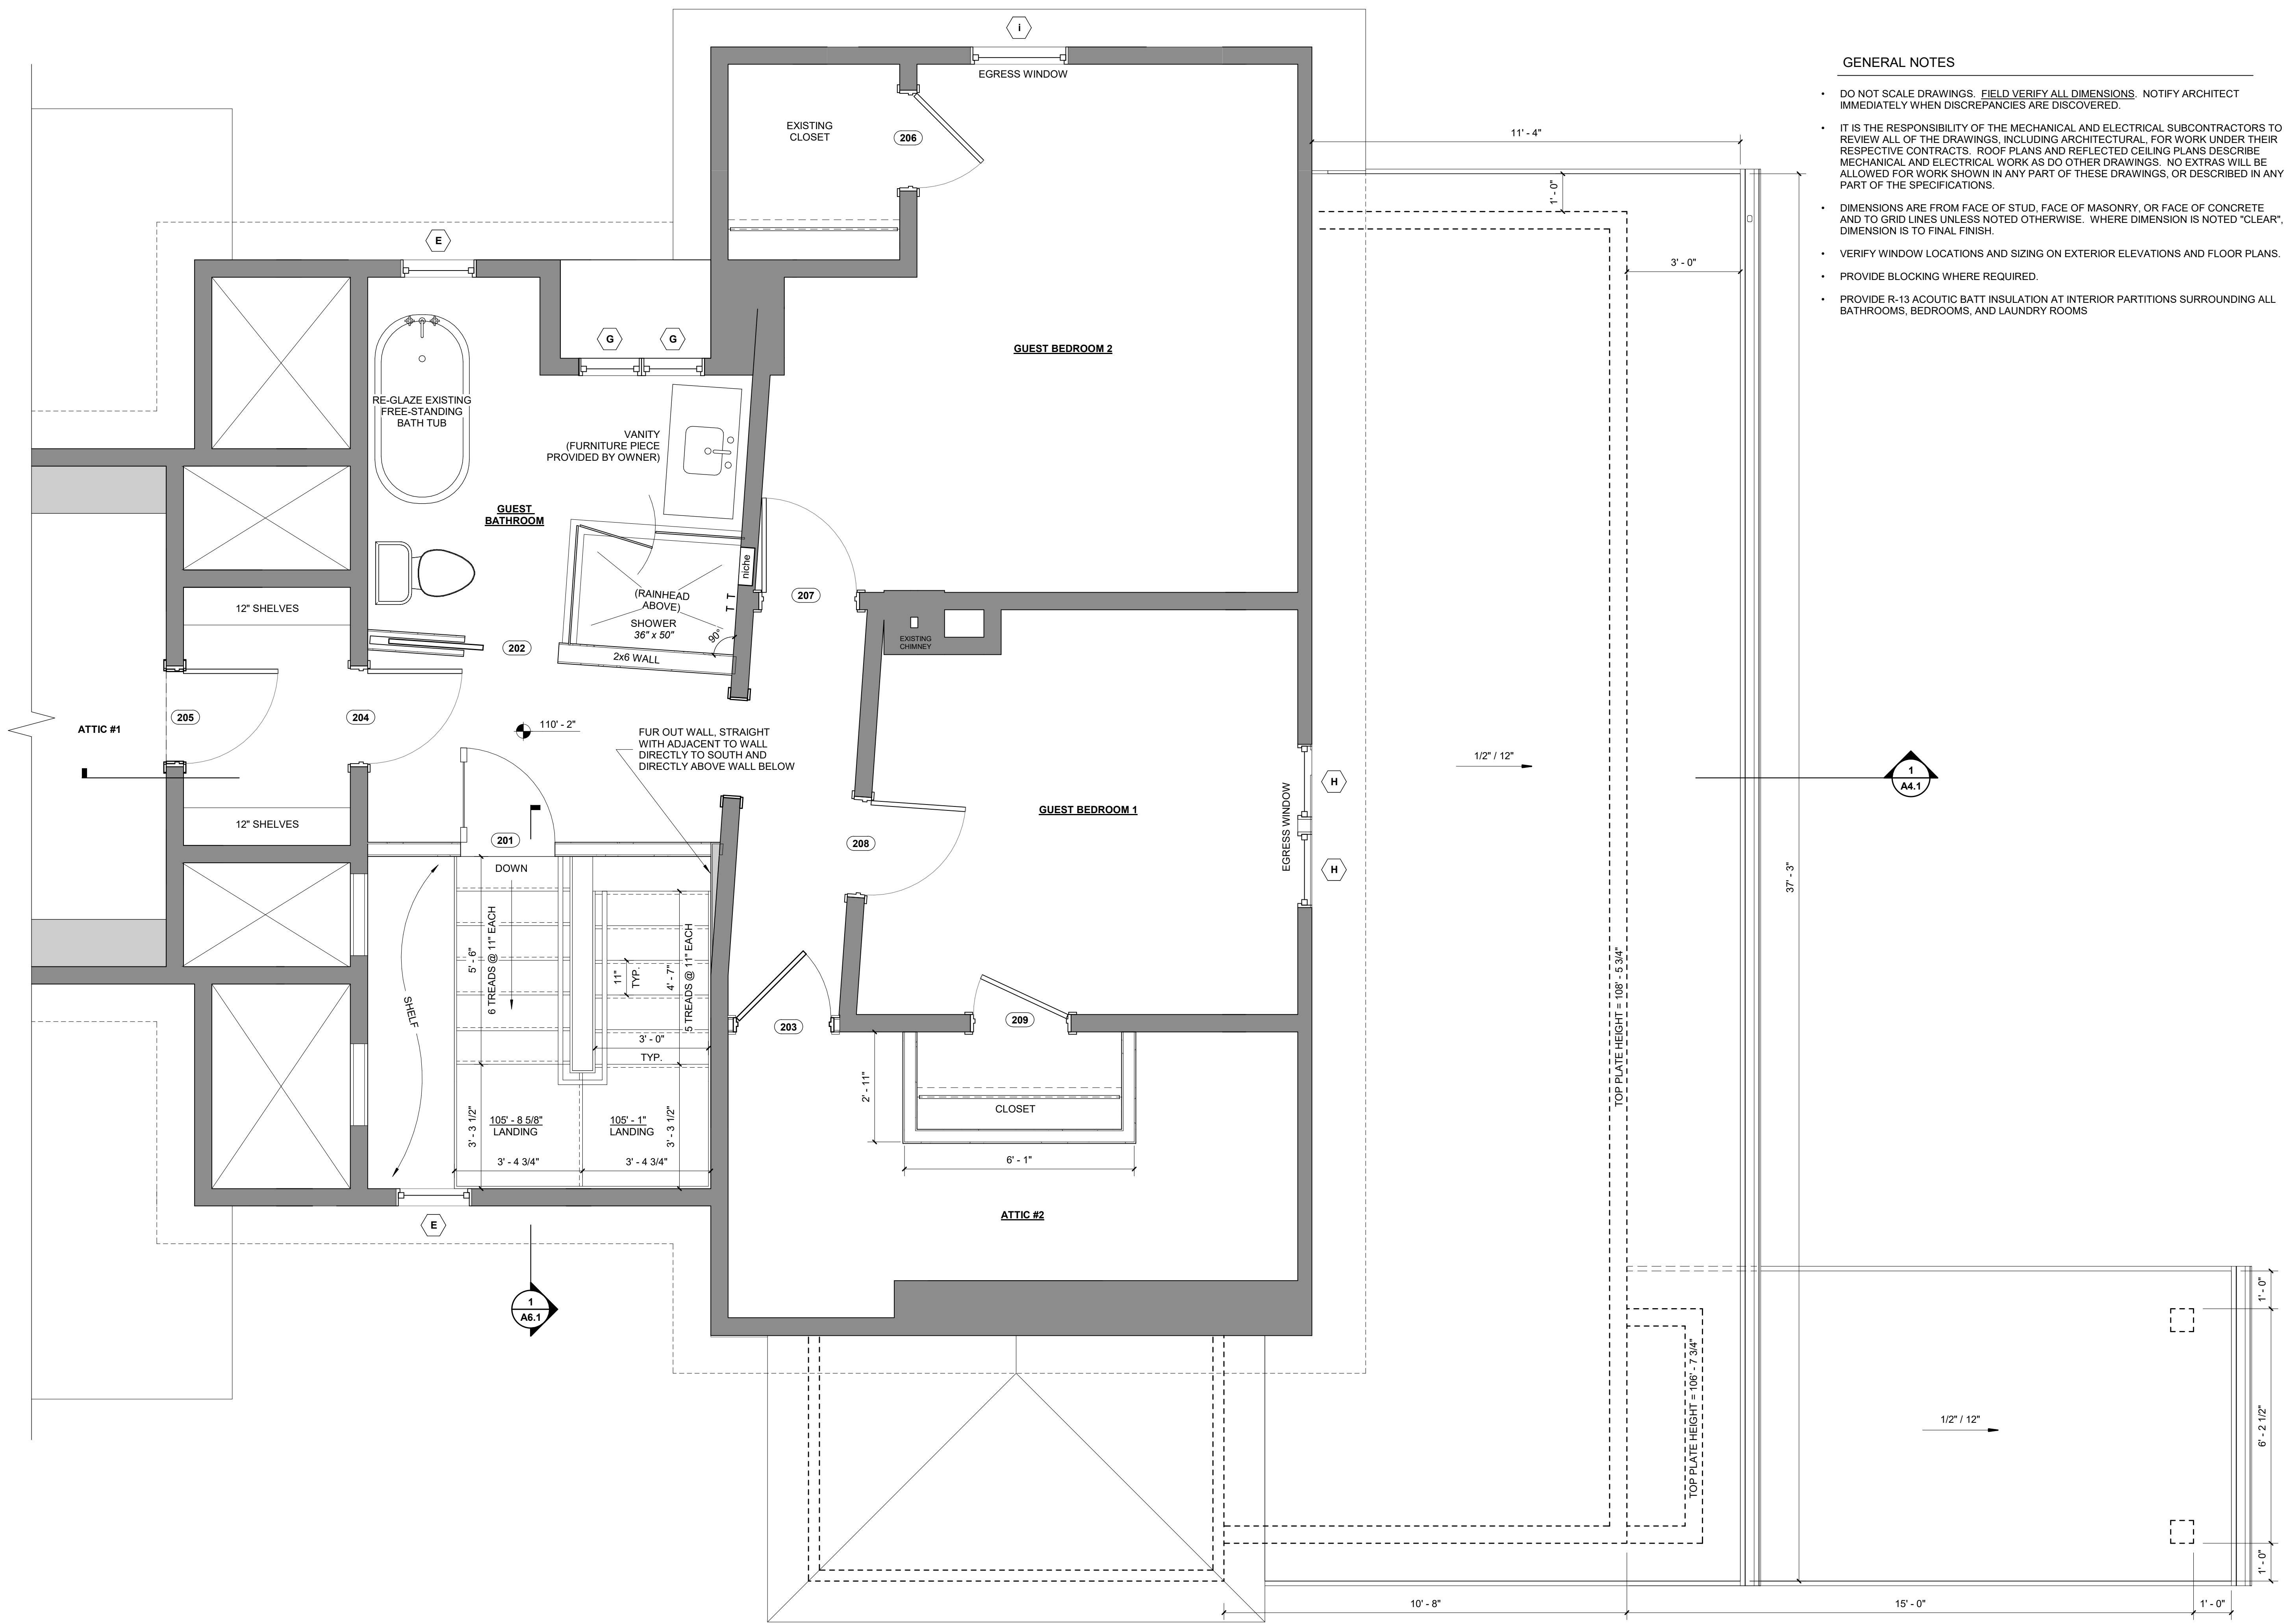 GENERAL NOTES
• DO NOT SCALE DRAWINGS. FIELD VERIFY ALL DIMENSIONS. NOTIFY ARCHITECT
IMMEDIATELY WHEN DISCREPANCIES ARE DISCOVERED.
• IT IS THE RESPONSIBILITY OF THE MECHANICAL AND ELECTRICAL SUBCONTRACTORS TO
REVIEW ALL OF THE DRAWINGS, INCLUDING ARCHITECTURAL, FOR WORK UNDER THEIR
RESPECTIVE CONTRACTS. ROOF PLANS AND REFLECTED CEILING PLANS DESCRIBE
MECHANICAL AND ELECTRICAL WORK AS DO OTHER DRAWINGS. NO EXTRAS WILL BE
ALLOWED FOR WORK SHOWN IN ANY PART OF THESE DRAWINGS, OR DESCRIBED IN ANY
PART OF THE SPECIFICATIONS.
• DIMENSIONS ARE FROM FACE OF STUD, FACE OF MASONRY, OR FACE OF CONCRETE
AND TO GRID LINES UNLESS NOTED OTHERWISE. WHERE DIMENSION IS NOTED "CLEAR",
DIMENSION IS TO FINAL FINISH.
• VERIFY WINDOW LOCATIONS AND SIZING ON EXTERIOR ELEVATIONS AND FLOOR PLANS.
• PROVIDE BLOCKING WHERE REQUIRED.
• PROVIDE R-13 ACOUTIC BATT INSULATION AT INTERIOR PARTITIONS SURROUNDING ALL
BATHROOMS, BEDROOMS, AND LAUNDRY ROOMS
i
EGRESS WINDOW
EXISTING
CLOSET
206
11' - 4"
1' - 0"
3' - 0"
E
G
G
GUEST BEDROOM 2
RE-GLAZE EXISTING
FREE-STANDING
BATH TUB
VANITY
(FURNITURE PIECE
PROVIDED BY OWNER)
GUEST
BATHROOM
niche
(RAINHEAD
ABOVE)
SHOWER
36" x 50"
90°
2x6 WALL
207
EXISTING
CHIMNEY
12" SHELVES
202
205
204
ATTIC #1
110' - 2"
FUR OUT WALL, STRAIGHT
WITH ADJACENT TO WALL
DIRECTLY TO SOUTH AND
DIRECTLY ABOVE WALL BELOW
1/2" / 12"
1
A4.1
H
EGRESS WINDOW
GUEST BEDROOM 1
12" SHELVES
201
208
H
DOWN
37' - 3"
5' - 6"
6 TREADS @ 11" EACH
11"
TYP.
4' - 7"
5 TREADS @ 11" EACH
SHELF
3' - 0"
TYP.
203
209
TOP PLATE HEIGHT = 108' - 5 3/4"
2' - 11"
CLOSET
6' - 1"
3' - 3 1/2"
105' - 8 5/8"
LANDING
105' - 1"
LANDING
3' - 3 1/2"
3' - 4 3/4"
3' - 4 3/4"
ATTIC #2
E
1
A6.1
TOP PLATE HEIGHT = 106' - 7 3/4"
1' - 0"
1/2" / 12"
6' - 2 1/2"
1' - 0"
10' - 8"
15' - 0"
1' - 0"